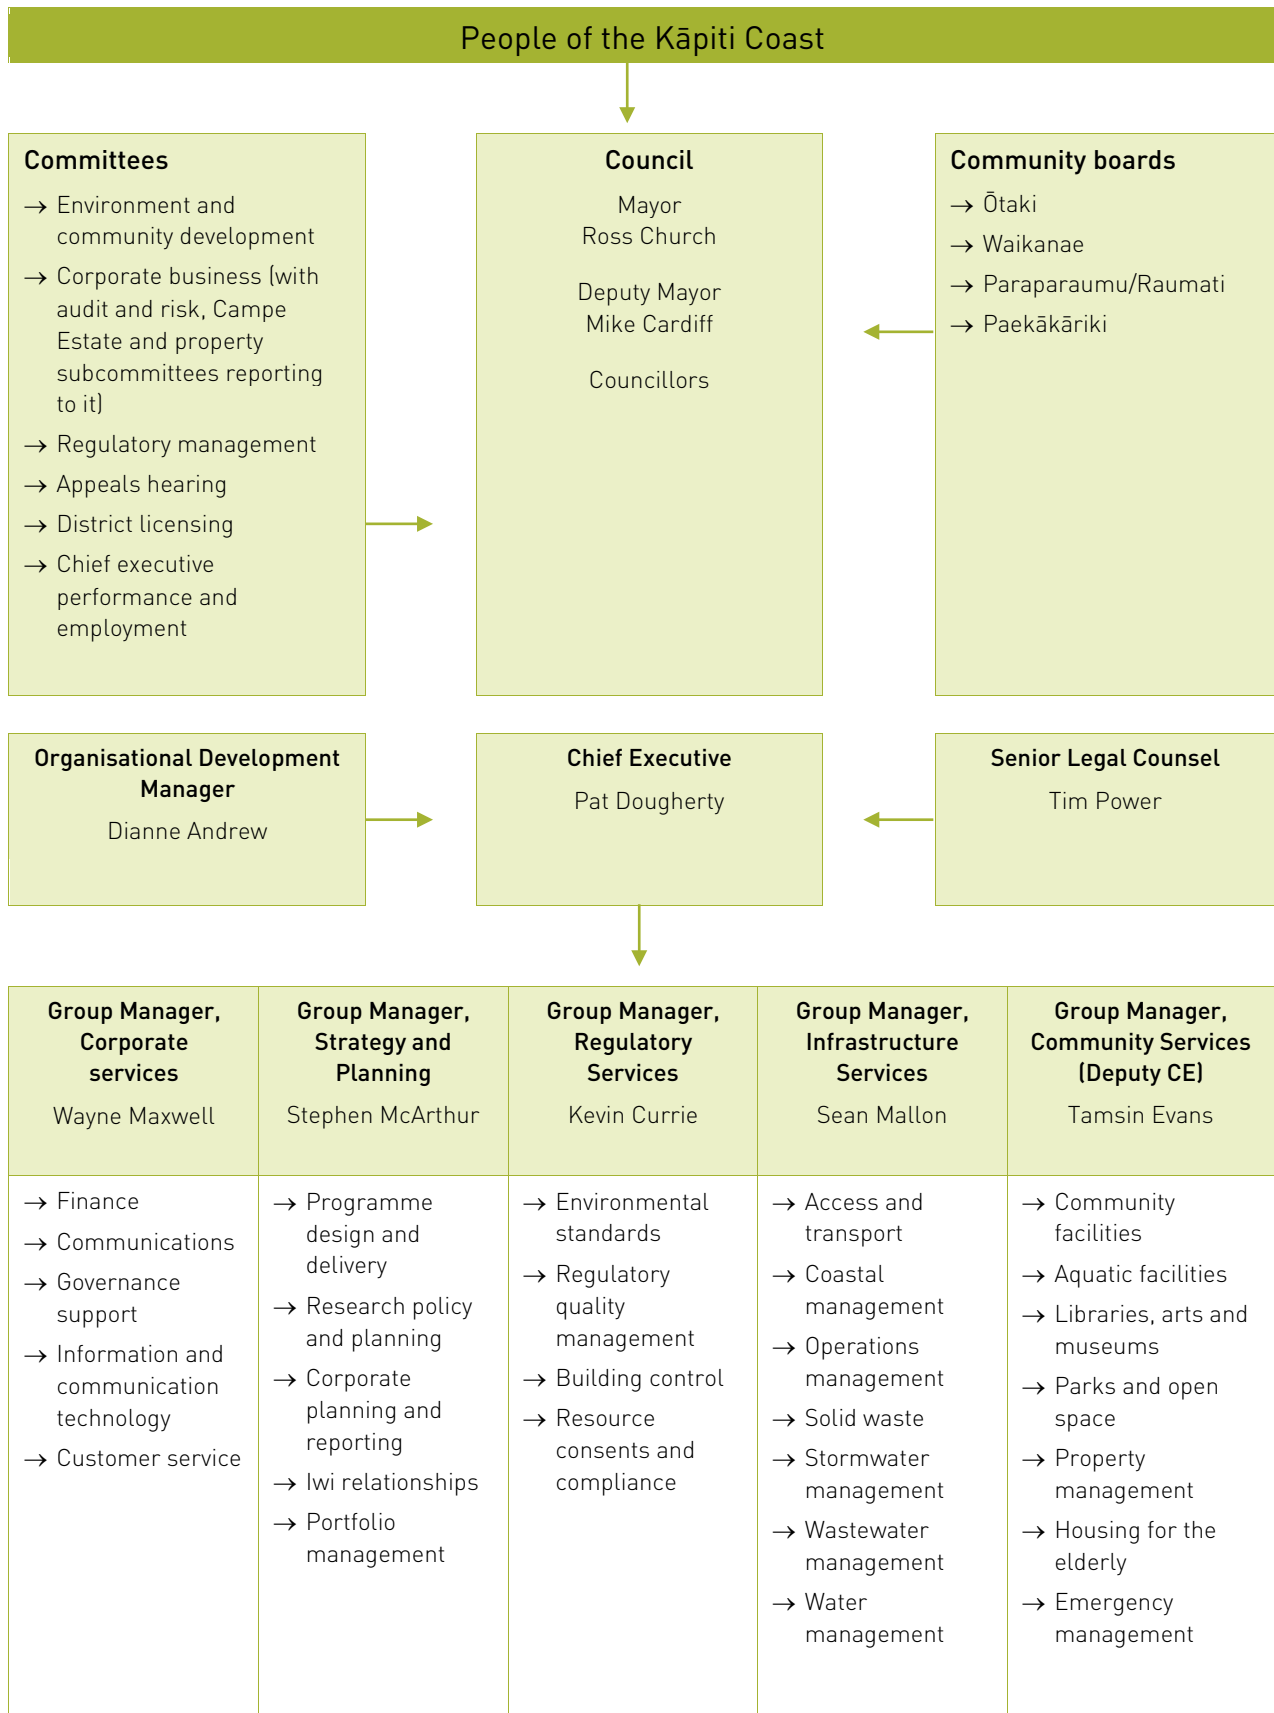 People of the Kāpiti Coast
Committees
→ Environment and
community development
→ Corporate business (with
audit and risk, Campe
Estate and property
subcommittees reporting
to it)
→ Regulatory management
→ Appeals hearing
→ District licensing
→ Chief executive
performance and
employment
Council
Mayor
Ross Church
Deputy Mayor
Mike Cardiff
Councillors
Community boards
→ Ōtaki
→ Waikanae
→ Paraparaumu/Raumati
→ Paekākāriki
Organisational Development
Manager
Dianne Andrew
Chief Executive
Pat Dougherty
Senior Legal Counsel
Tim Power
Group Manager,
Corporate
services
Wayne Maxwell
→ Finance
→ Communications
→ Governance
support
→ Information and
communication
technology
→ Customer service
Group Manager,
Strategy and
Planning
Stephen McArthur
→ Programme
design and
delivery
→ Research policy
and planning
→ Corporate
planning and
reporting
→ Iwi relationships
→ Portfolio
management
Group Manager,
Regulatory
Services
Kevin Currie
→ Environmental
standards
→ Regulatory
quality
management
→ Building control
→ Resource
consents and
compliance
Group Manager,
Infrastructure
Services
Sean Mallon
→ Access and
transport
→ Coastal
management
→ Operations
management
→ Solid waste
→ Stormwater
management
→ Wastewater
management
→ Water
management
Group Manager,
Community Services
(Deputy CE)
Tamsin Evans
→ Community
facilities
→ Aquatic facilities
→ Libraries, arts and
museums
→ Parks and open
space
→ Property
management
→ Housing for the
elderly
→ Emergency
management